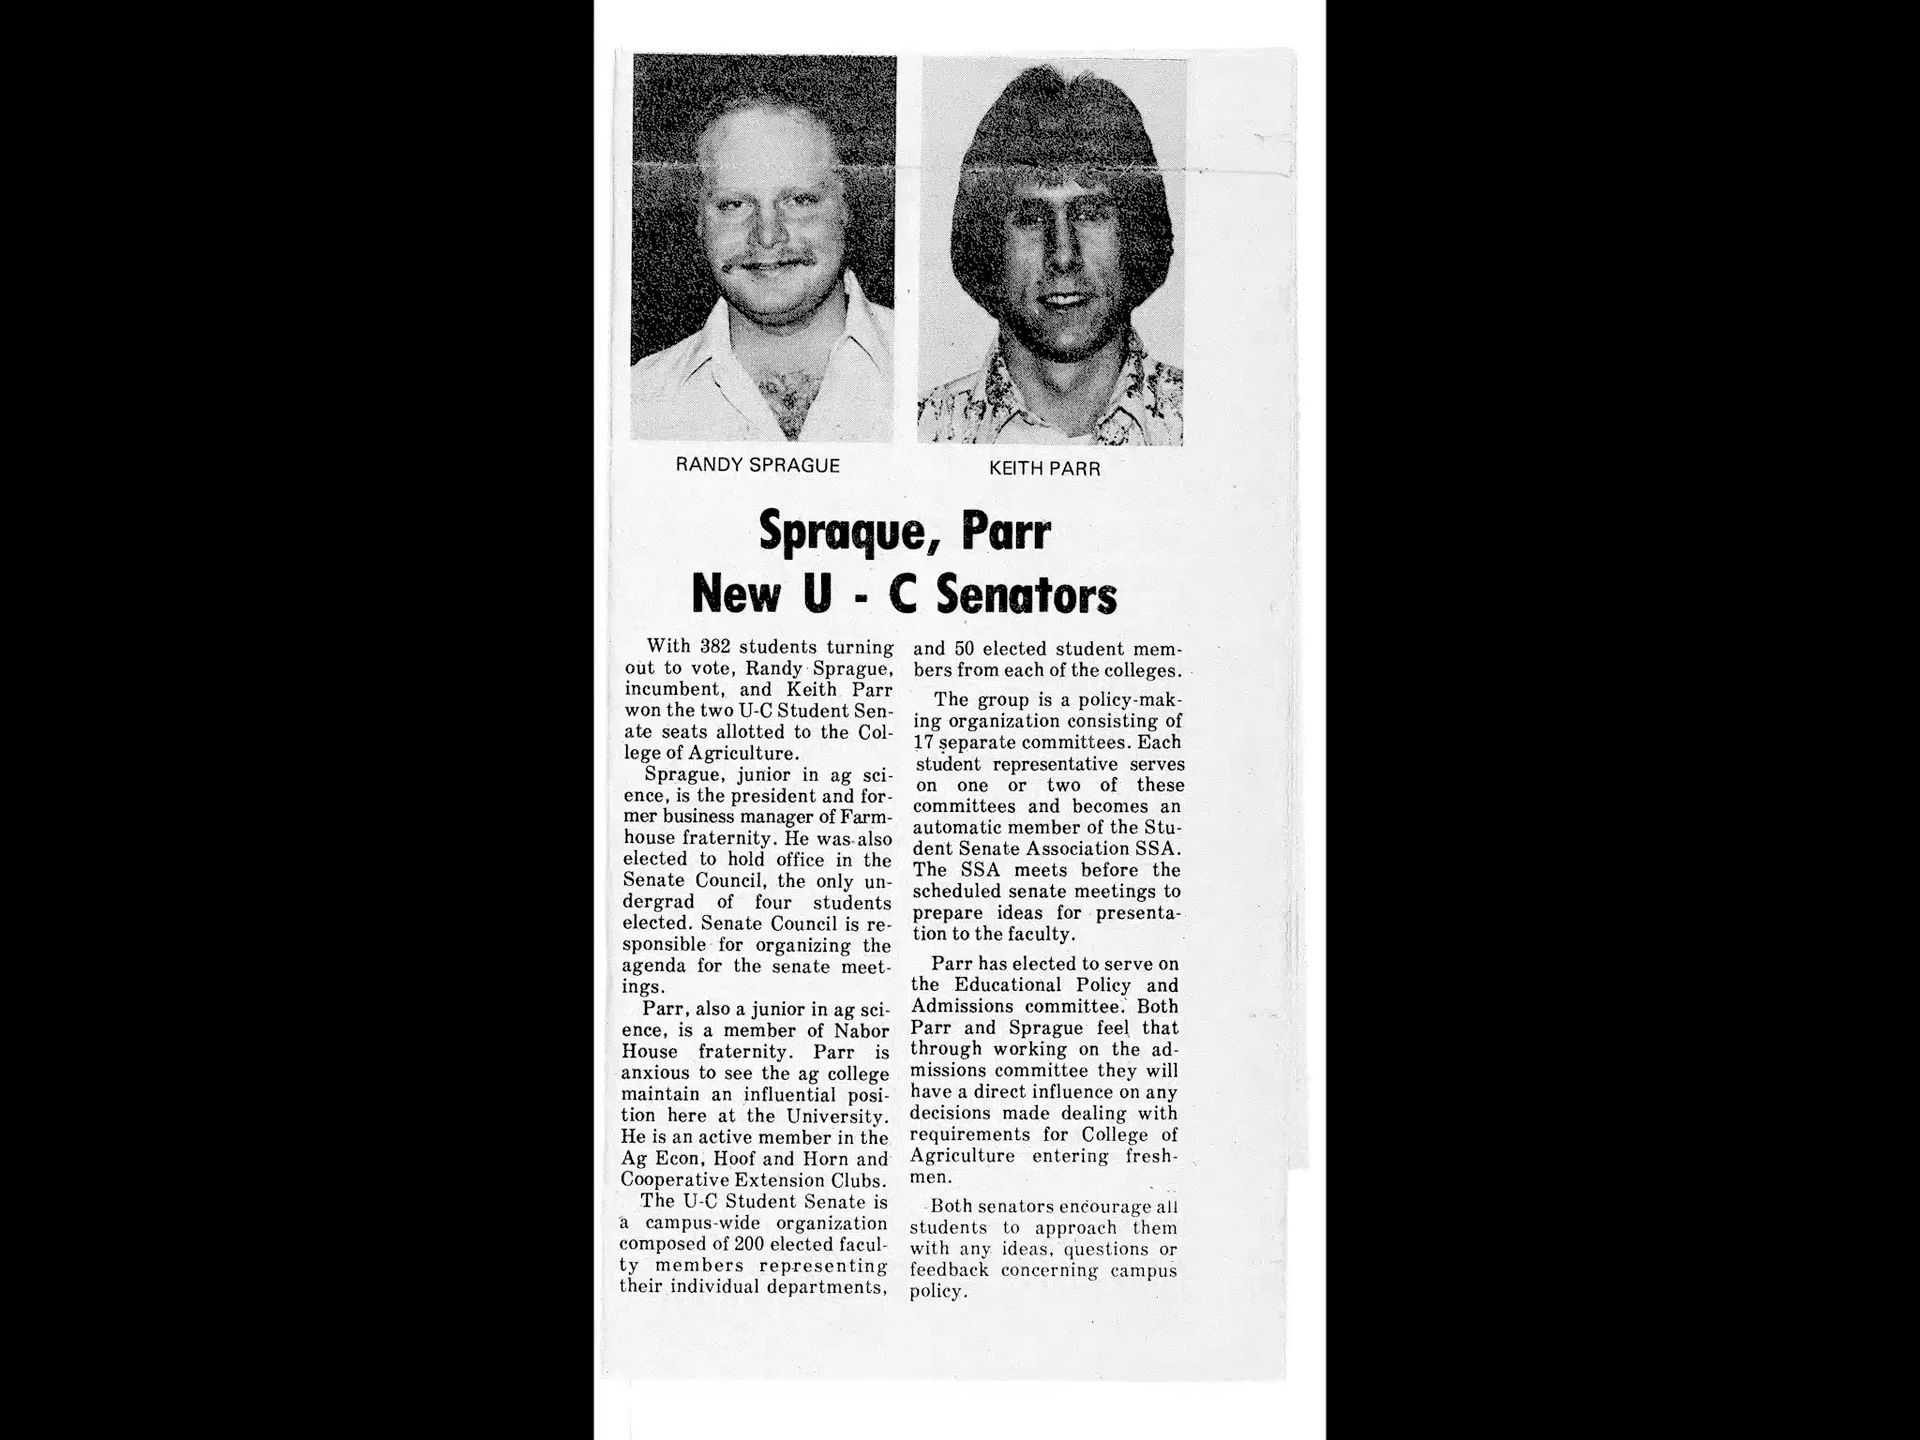 RANDY SPRAGUE
KEITH PARR
Spraque, Parr
New U - C Senators
With 382 students turning
out to vote, Randy Sprague,
incumbent, and Keith Parr
won the two U-C Student Sen-
ate seats allotted to the Col-
lege of Agriculture.
Sprague, junior in ag sci-
ence, is the president and for-
mer business manager of Farm-
house fraternity. He was also
elected to hold office in the
Senate Council, the only un-
dergrad of four students
elected. Senate Council is re-
sponsible for organizing the
agenda for the senate meet-
ings.
Parr, also a junior in ag sci-
ence, is a member of Nabor
House fraternity. Parr is
anxious to see the ag college
maintain an influential posi-
tion here at the University.
He is an active member in the
Ag Econ, Hoof and Horn and
Cooperative Extension Clubs.
The U-C Student Senate is
a campus-wide organization
composed of 200 elected facul-
ty members representing
their individual departments,
and 50 elected student mem-
bers from each of the colleges.
The group is a policy-mak-
ing organization consisting of
17 separate committees. Each
student representative serves
on one or two of these
committees and becomes an
automatic member of the Stu-
dent Senate Association SSA.
The SSA meets before the
scheduled senate meetings to
prepare ideas for presenta-
tion to the faculty.
Parr has elected to serve on
the Educational Policy and
Admissions committee. Both
Parr and Sprague feel that
through working on the ad-
missions committee they will
have a direct influence on any
decisions made dealing with
requirements for College of
Agriculture entering fresh-
men.
Both senators encourage all
students to approach them
with any ideas, questions or
feedback concerning campus
policy.